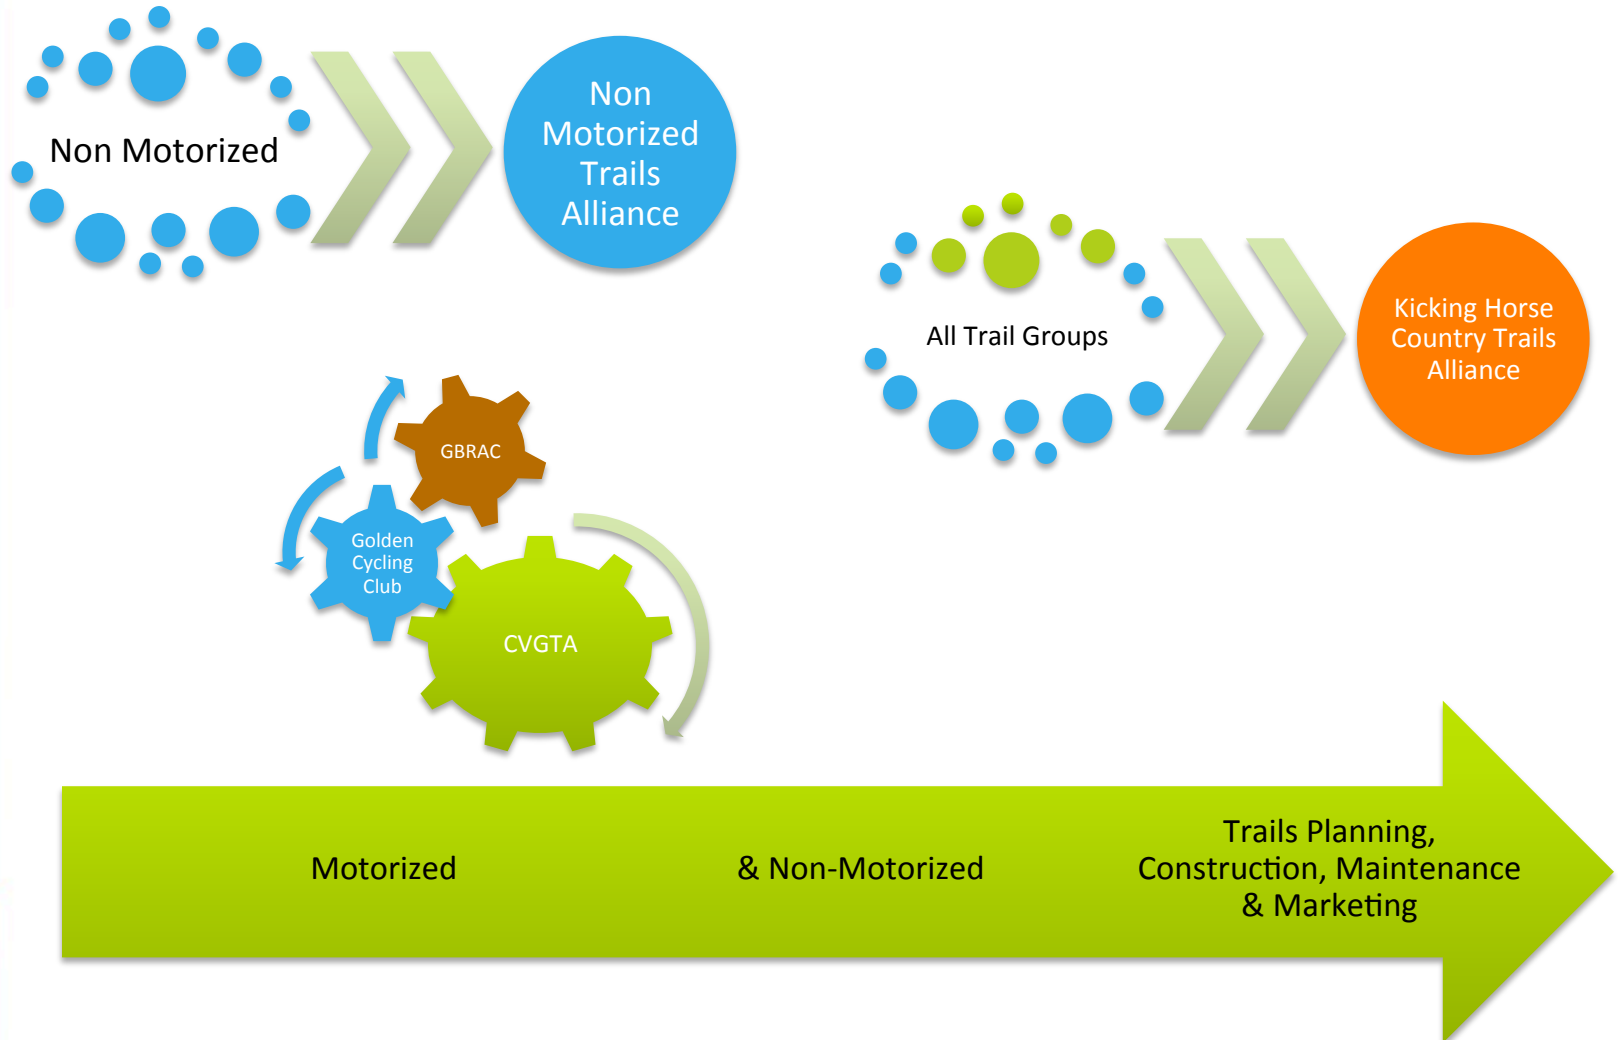 Non Motorized
Non
Motorized
Trails
Alliance
All Trail Groups
Kicking Horse
Country Trails
Alliance
GBRAC
Golden
Cycling
Club
CVGTA
Motorized
& Non-Motorized
Trails Planning,
Construction, Maintenance
& Marketing